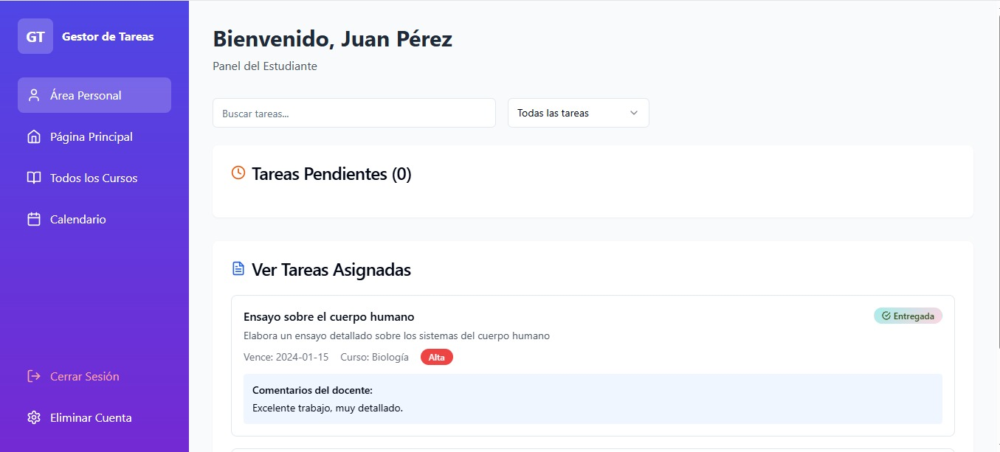 GT
Gestor de Tareas
Área Personal
Página Principal
Todos los Cursos
Calendario
Cerrar Sesión
Eliminar Cuenta
Bienvenido, Juan Pérez
Panel del Estudiante
Buscar tareas...
Todas las tareas
Tareas Pendientes (0)
Ver Tareas Asignadas
Ensayo sobre el cuerpo humano
Entregada
Elabora un ensayo detallado sobre los sistemas del cuerpo humano
Vence: 2024-01-15 Curso: Biología Alta
Comentarios del docente:
Excelente trabajo, muy detallado.